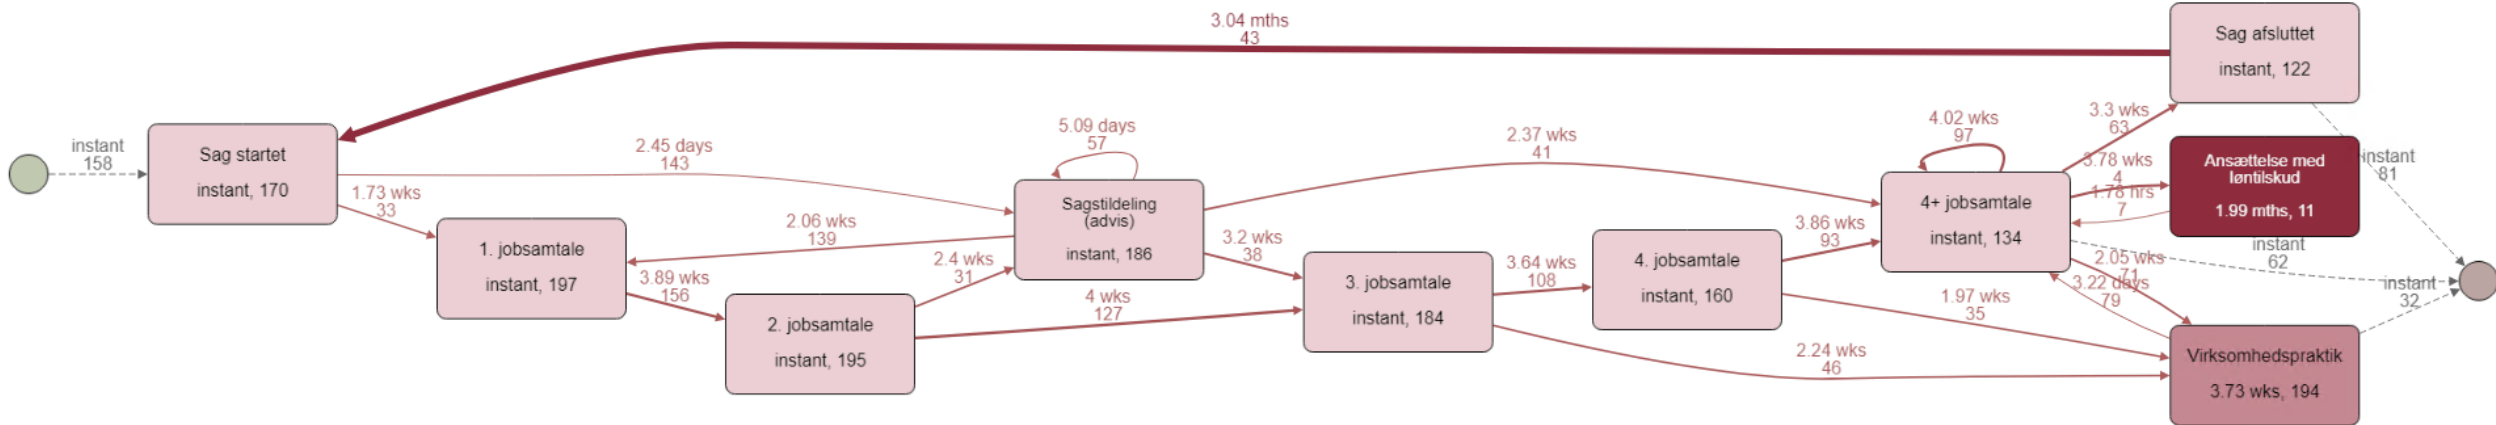 3.04 mths
43
Sag afsluttet
instant, 122
instant
158
Sag startet
instant, 170
2.45 days
143
1.73 wks
33
5.09 days
57
Sagstildeling
(advis)
instant, 186
2.37 wks
41
4.02 wks
97
3.3 wks
63
3.78 wks
4
1.78 hrs
7
Ansættelse med
løntilskud
1.99 mths, 11
instant
81
1. jobsamtale
instant, 197
2.06 wks
139
3.89 wks
156
2.4 wks
31
3.2 wks
38
2. jobsamtale
instant, 195
4 wks
127
3. jobsamtale
instant, 184
3.64 wks
108
4. jobsamtale
instant, 160
3.86 wks
93
4+ jobsamtale
instant, 134
instant
62
2.05 wks
71
3.22 days
79
instant
32
1.97 wks
35
2.24 wks
46
Virksomhedspraktik
3.73 wks, 194